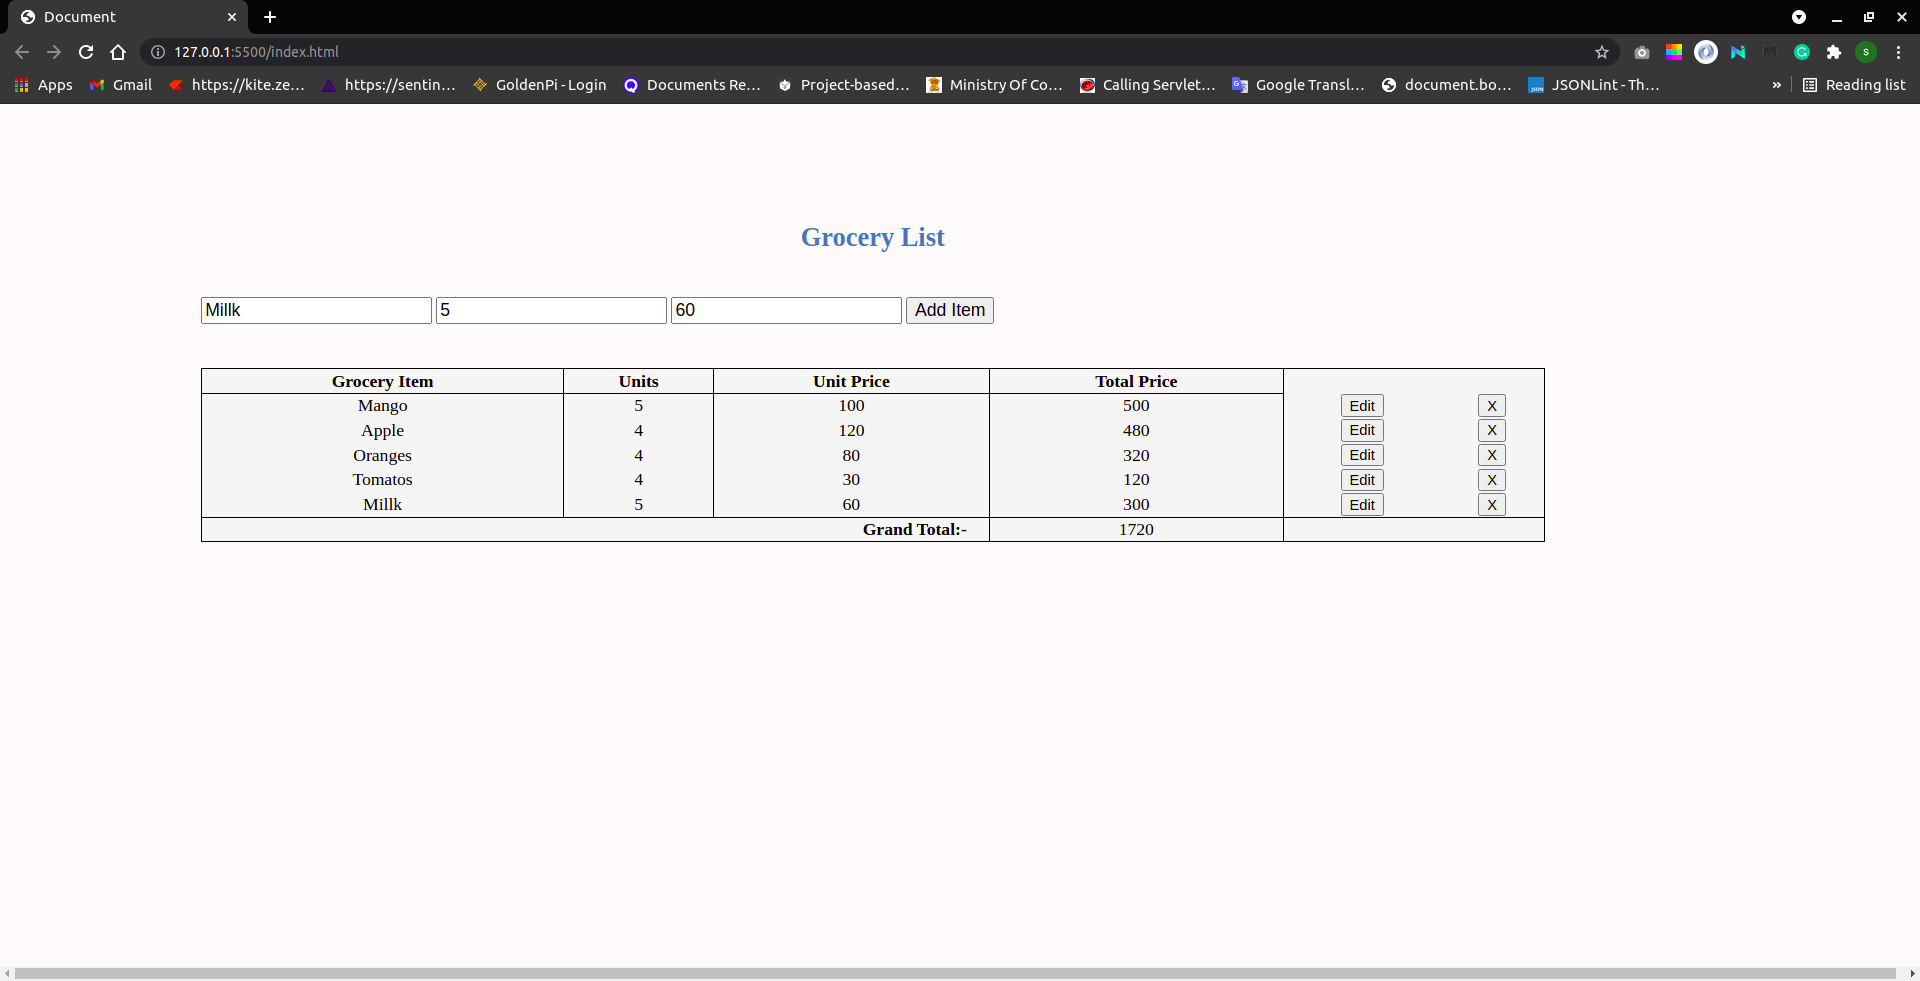 Document
127.0.0.1:5500/index.html
Apps Gmail https://kite.ze... https://sentin... GoldenPi - Login Documents Re... Project-based... Ministry Of Co... Calling Servlet... Google Transl... document.bo... JSONLint - Th... » Reading list
Grocery List
Millk 5 60 Add Item
Grocery Item Units Unit Price Total Price
Mango 5 100 500 Edit X
Apple 4 120 480 Edit X
Oranges 4 80 320 Edit X
Tomatos 4 30 120 Edit X
Millk 5 60 300 Edit X
Grand Total:- 1720